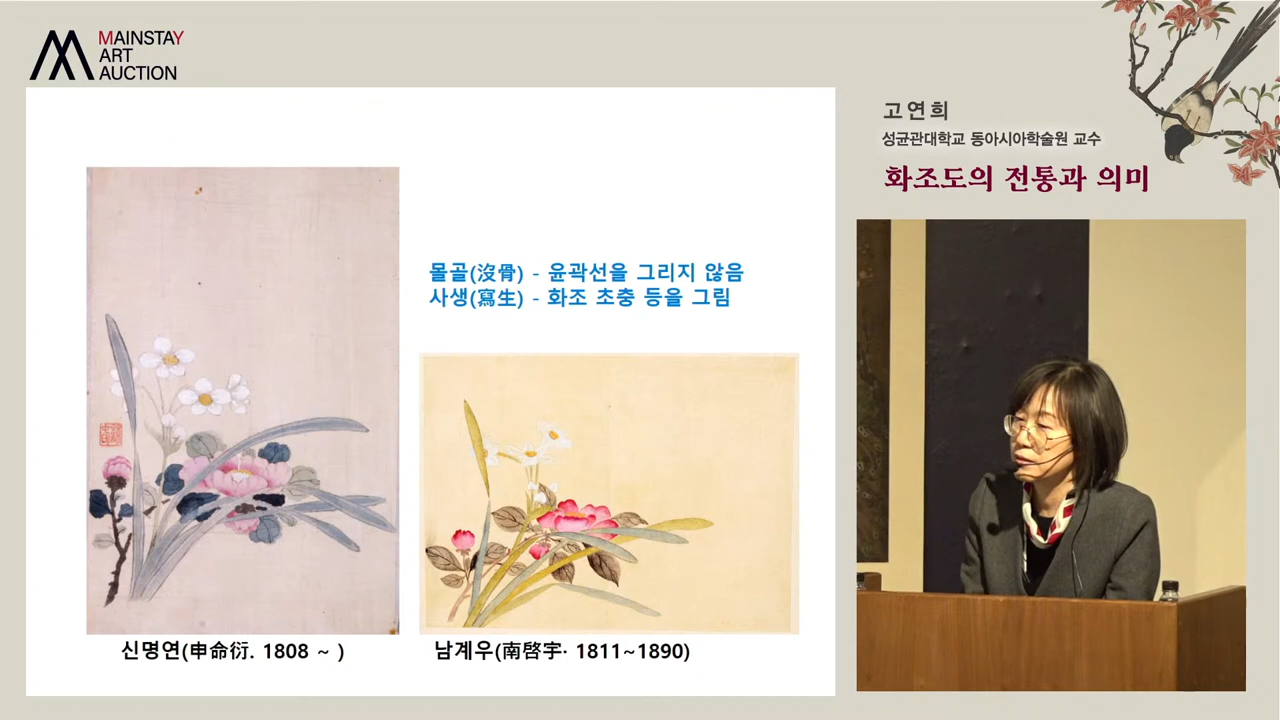 MAINSTAY
ART
AUCTION
고연희
성균관대학교 동아시아학술원 교수
화조도의 전통과 의미
몰골(沒骨) - 윤곽선을 그리지 않음
사생(寫生) - 화조 초충 등을 그림
신명연(申命衍. 1808 ~ )
남계우(南啓宇· 1811~1890)